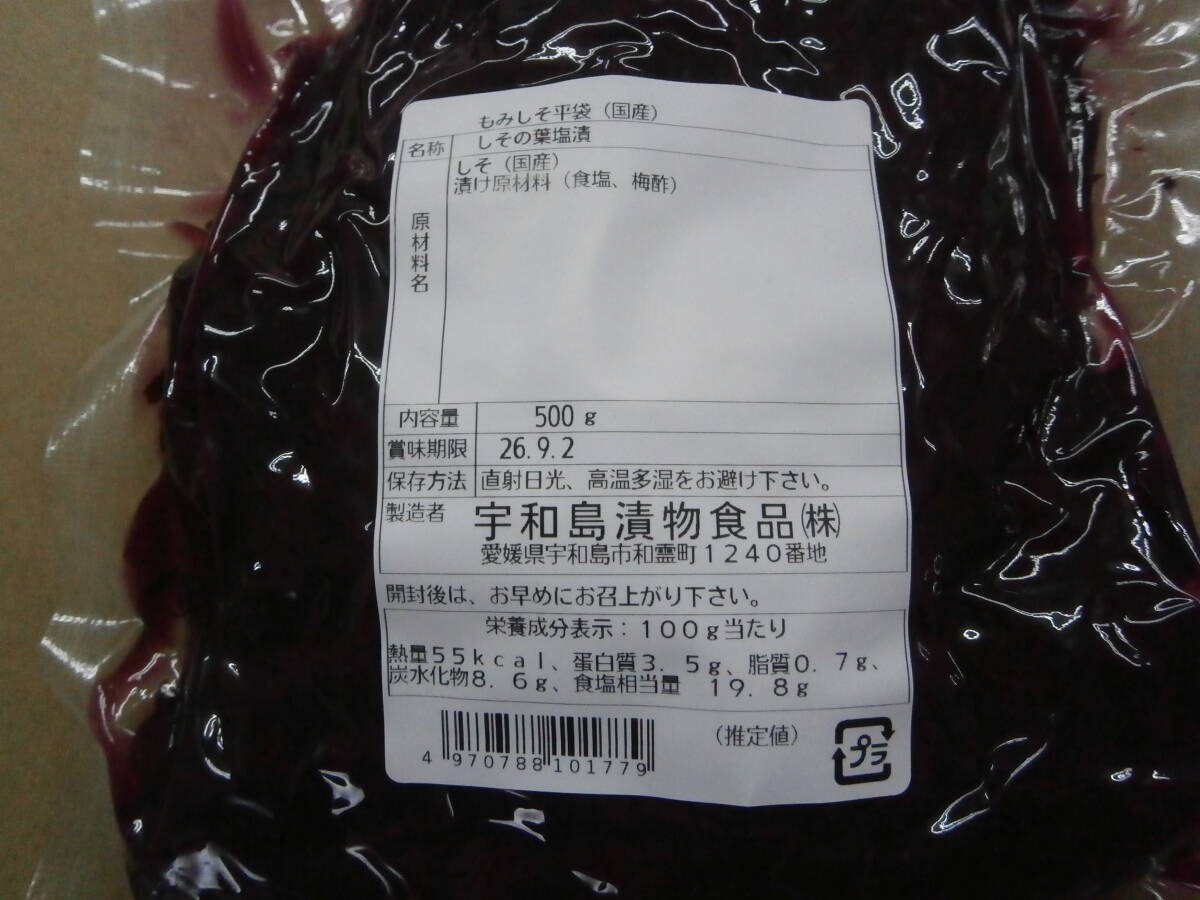 もみしそ平袋（国産）
名称 しその葉塩漬
原材料名 しそ（国産）
漬け原材料（食塩、梅酢）
内容量 500ｇ
賞味期限 26.9.2
保存方法 直射日光、高温多湿をお避け下さい。
製造者 宇和島漬物食品㈱
愛媛県宇和島市和霊町１２４０番地
開封後は、お早めにお召上がり下さい。
栄養成分表示：１００ｇ当たり
熱量５５ｋｃａｌ、蛋白質３．５ｇ、脂質０．７ｇ、
炭水化物８．６ｇ、食塩相当量 １９．８ｇ
（推定値）
プラ
4 970788 101779